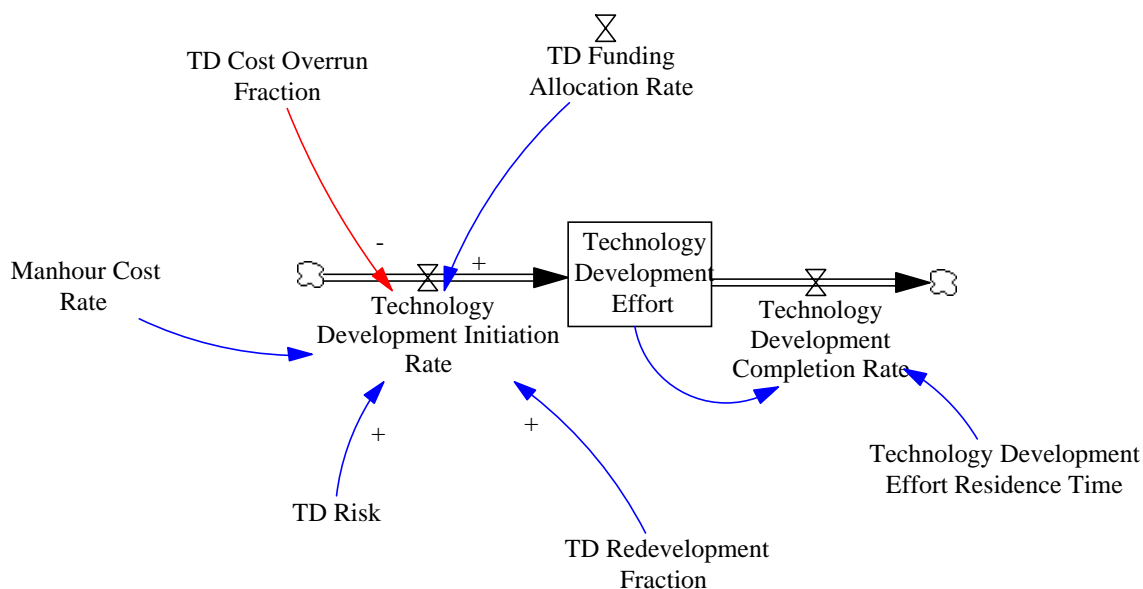 TD Cost Overrun
Fraction
TD Funding
Allocation Rate
-
+
Manhour Cost
Rate
Technology
Development Initiation
Rate
Technology
Development
Effort
Technology
Development
Completion Rate
+
+
TD Risk
TD Redevelopment
Fraction
Technology Development
Effort Residence Time